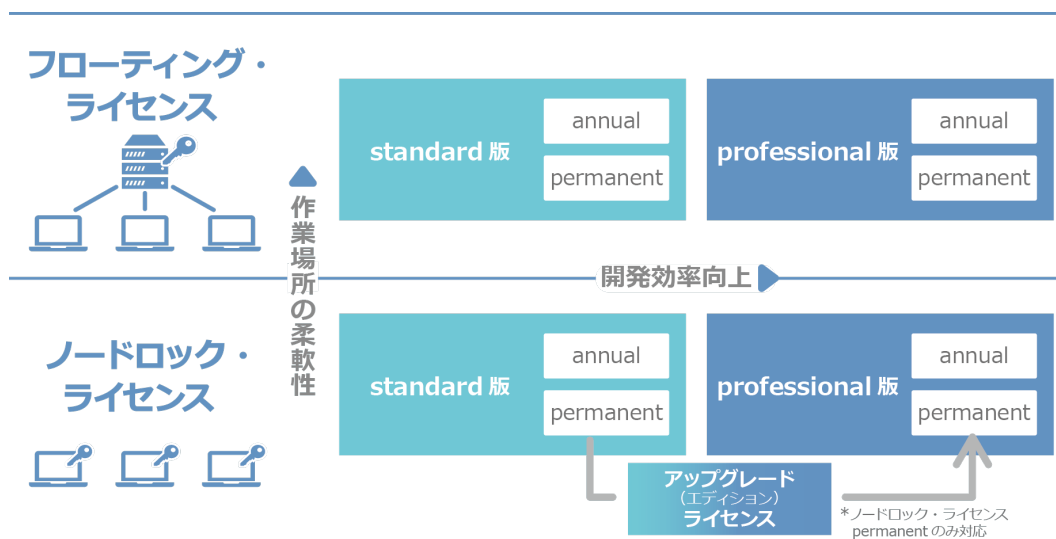 フローティング・
ライセンス
作業場所の柔軟性
standard 版
annual
permanent
professional 版
annual
permanent
開発効率向上
ノードロック・
ライセンス
standard 版
annual
permanent
professional 版
annual
permanent
アップグレード
(エディション)
ライセンス
*ノードロック・ライセンス
permanent のみ対応